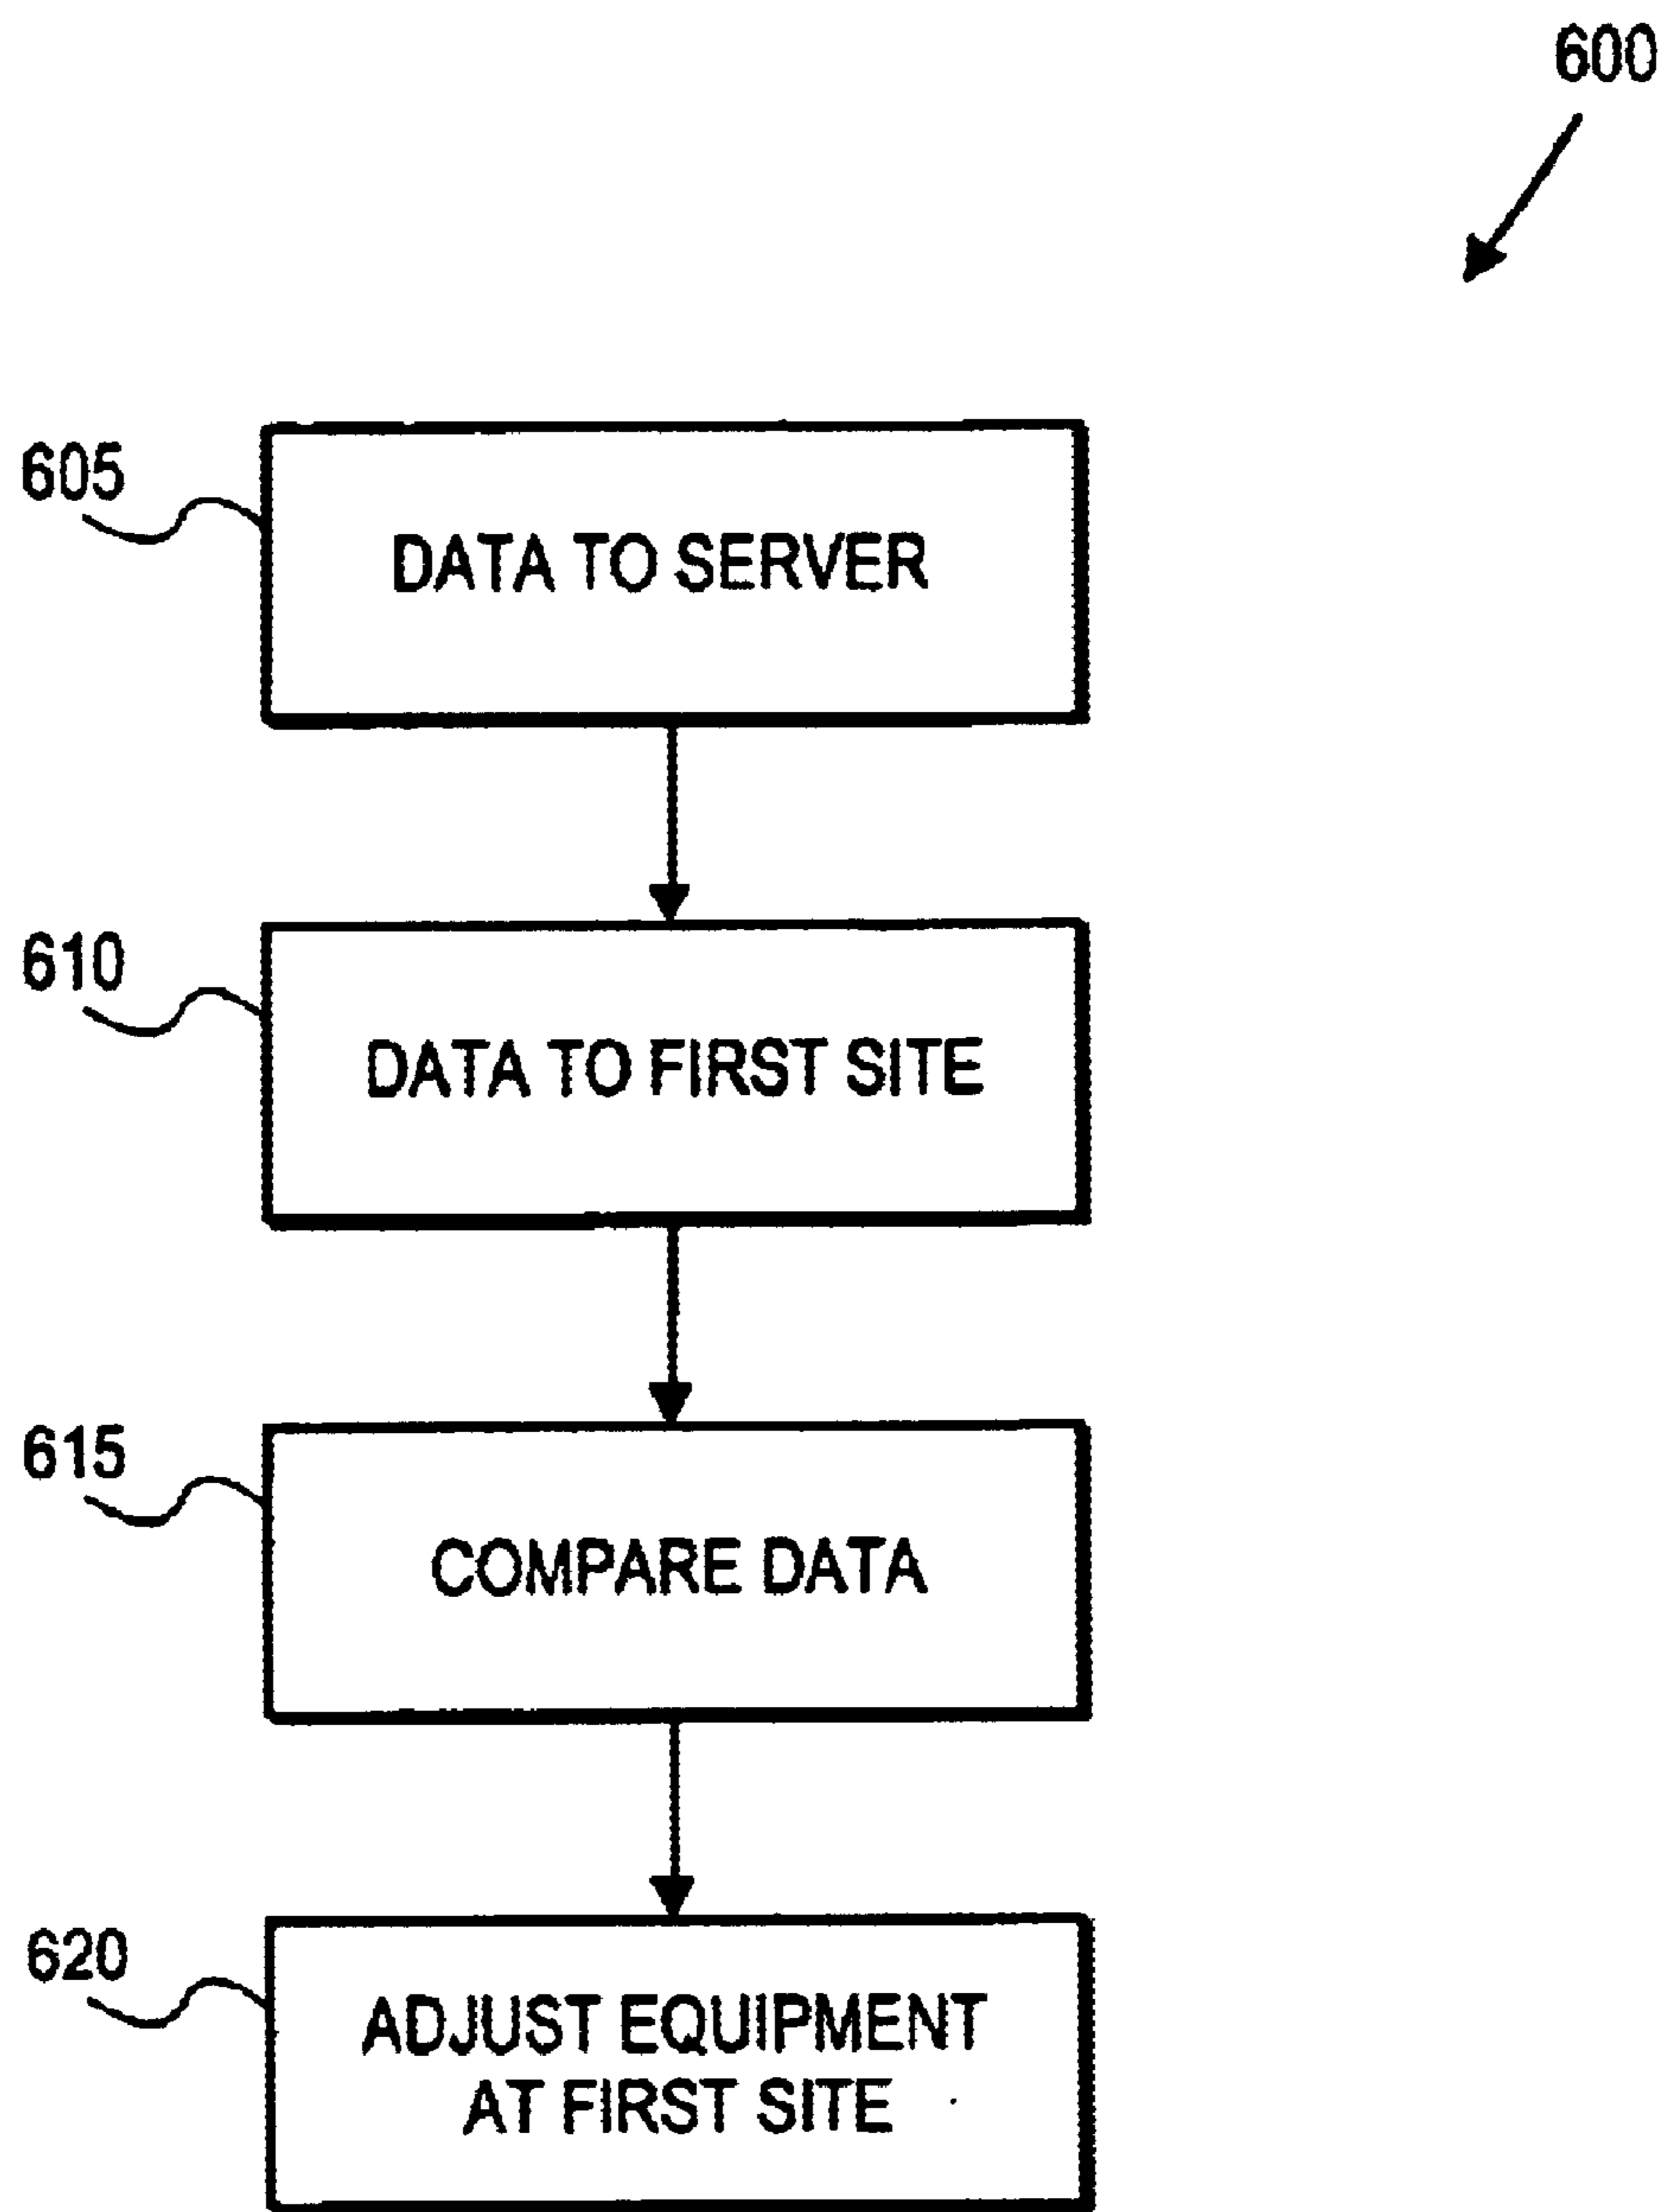 600
605
DATA TO SERVER
610
DATA TO FIRST SITE
615
COMPARE DATA
620
ADJUST EQUIPMENT
AT FIRST SITE